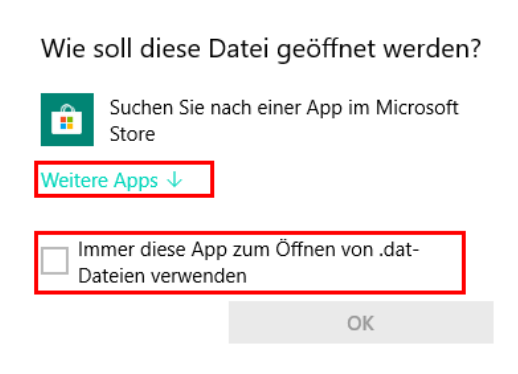 Wie soll diese Datei geöffnet werden?
Suchen Sie nach einer App im Microsoft
Store
Weitere Apps ↓
Immer diese App zum Öffnen von .dat-
Dateien verwenden
OK